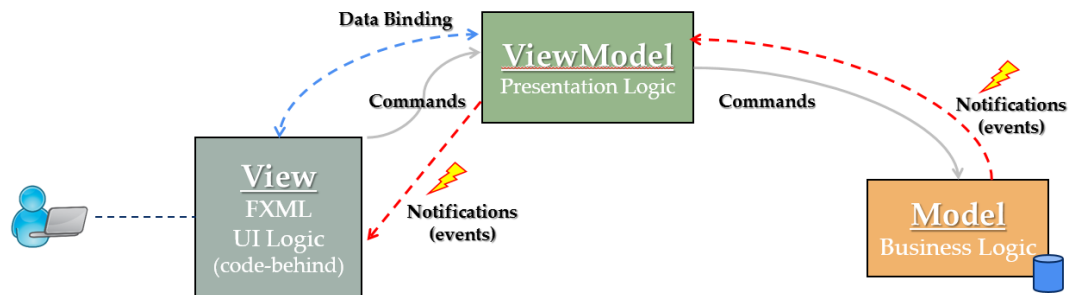 Data Binding
ViewModel
Presentation Logic
Commands
Commands
Notifications
(events)
View
FXML
UI Logic
(code-behind)
Notifications
(events)
Model
Business Logic